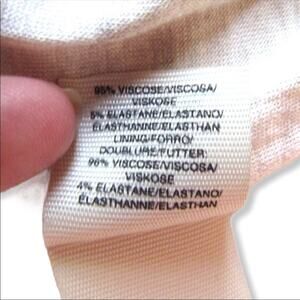 95% VISCOSE/VISCOSA/
VISKOSE
5% ELASTANE/ELASTANO/
ELASTHANNE/ELASTHAN
LINING/FORRO/
DOUBLURE/FUTTER:
96% VISCOSE/VISCOSA/
VISKOSE
4% ELASTANE/ELASTANO/
ELASTHANNE/ELASTHAN